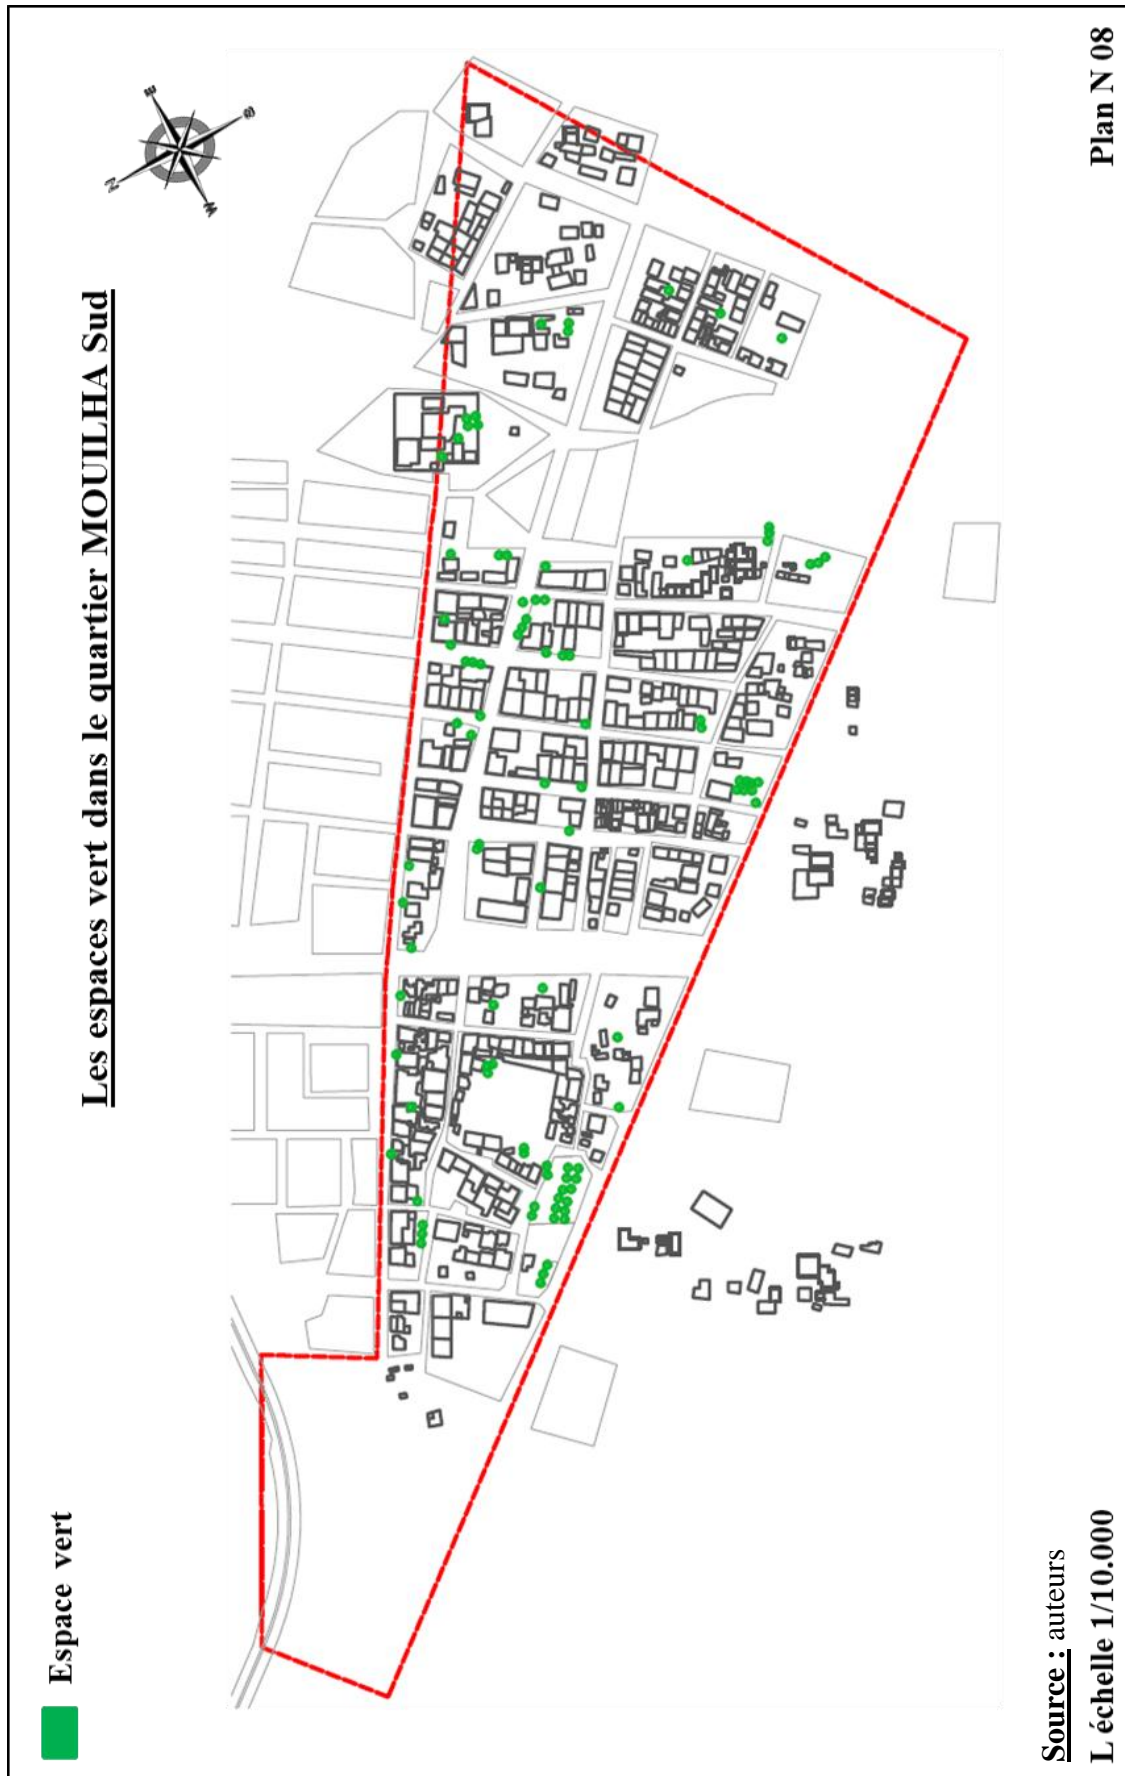 Les espaces vert dans le quartier MOUILHA Sud
N
E
W
S
Espace vert
Source : auteurs
L échelle 1/10.000
Plan N 08